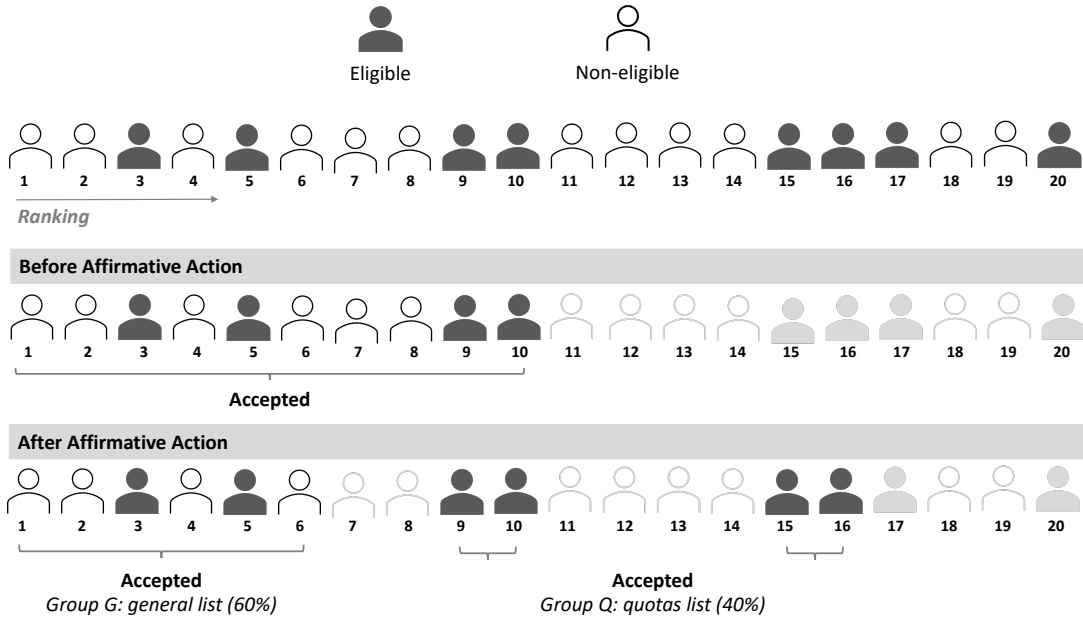 Eligible Non-eligible
1 2 3 4 5 6 7 8 9 10 11 12 13 14 15 16 17 18 19 20
Ranking
Before Affirmative Action
1 2 3 4 5 6 7 8 9 10 11 12 13 14 15 16 17 18 19 20
Accepted
After Affirmative Action
1 2 3 4 5 6 7 8 9 10 11 12 13 14 15 16 17 18 19 20
Accepted Accepted
Group G: general list (60%) Group Q: quotas list (40%)